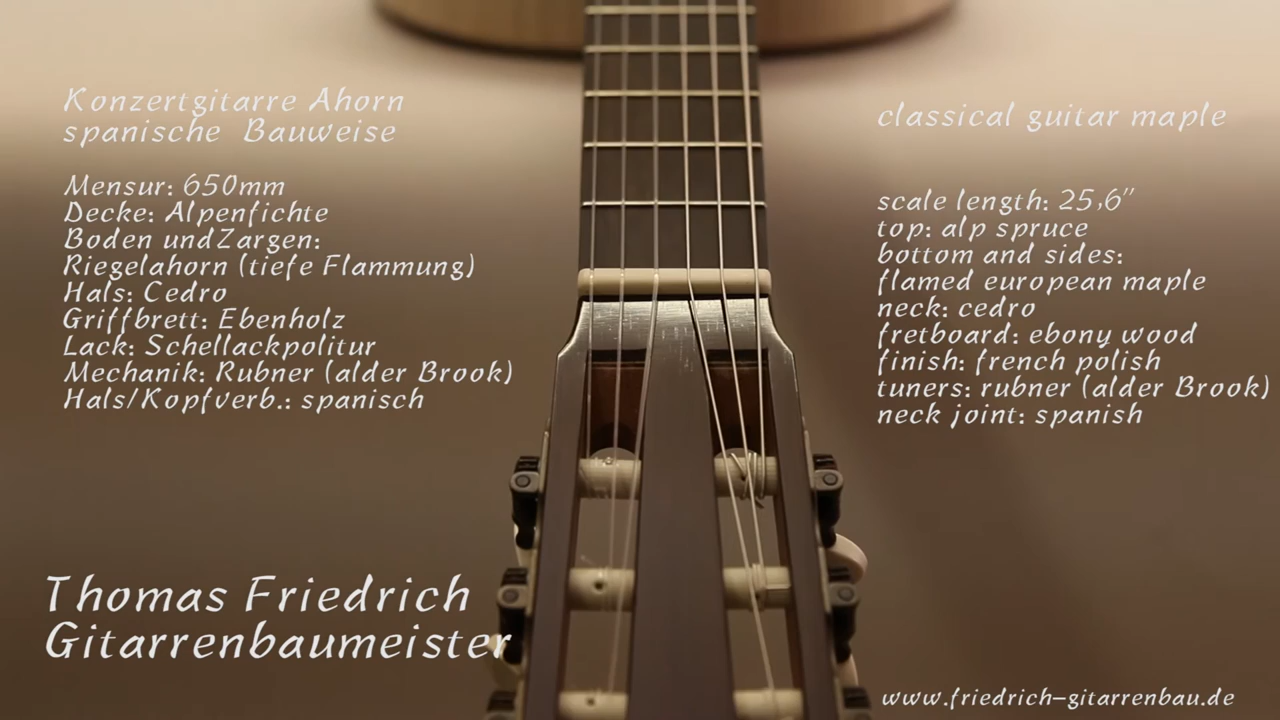 Konzertgitarre Ahorn
spanische Bauweise
Mensur: 650mm
Decke: Alpenfichte
Boden undZargen:
Riegelahorn (tiefe Flammung)
Hals: Cedro
Griffbrett: Ebenholz
Lack: Schellackpolitur
Mechanik: Rubner (alder Brook)
Hals/Kopfverb.: spanisch
Thomas Friedrich
Gitarrenbaumeister
classical guitar maple
scale length: 25,6"
top: alp spruce
bottom and sides:
flamed european maple
neck: cedro
fretboard: ebony wood
finish: french polish
tuners: rubner (alder Brook)
neck joint: spanish
www.friedrich-gitarrenbau.de